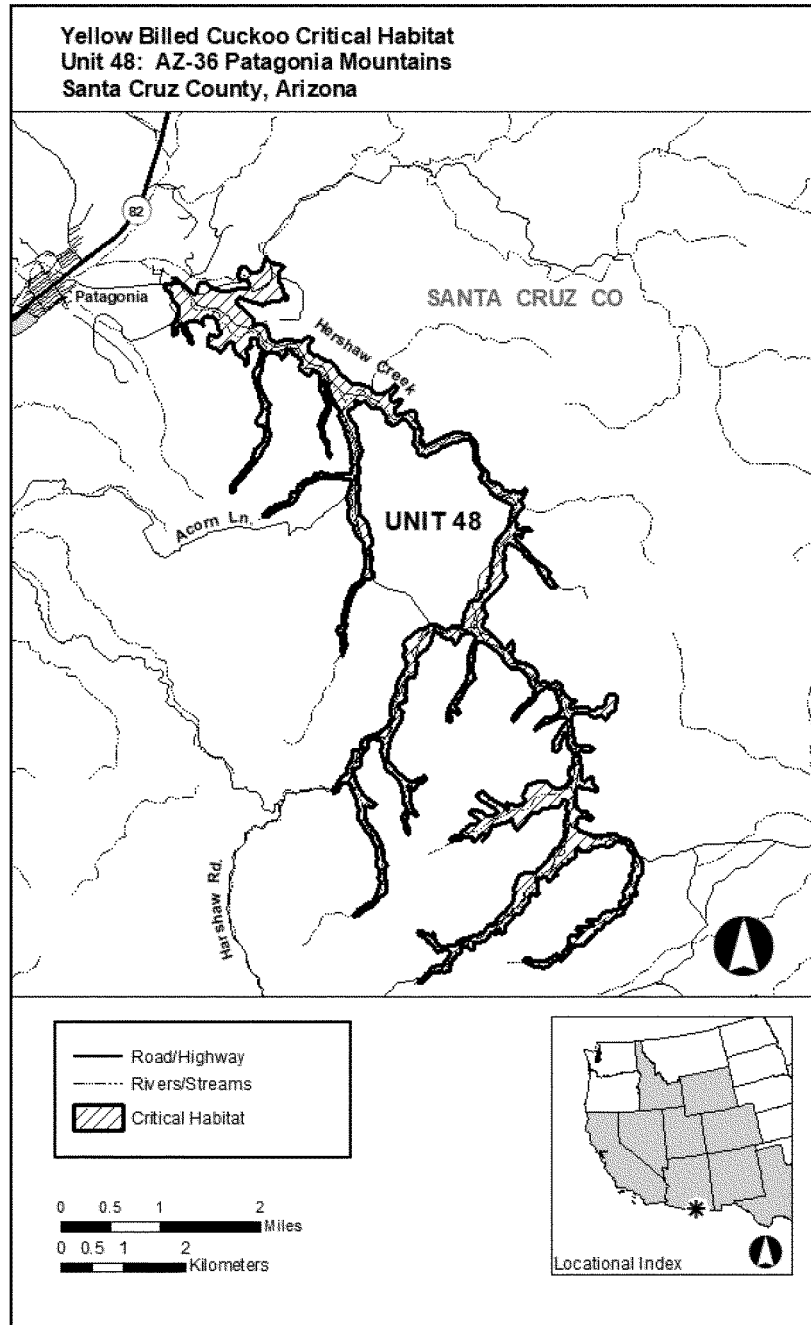 Yellow Billed Cuckoo Critical Habitat
Unit 48: AZ-36 Patagonia Mountains
Santa Cruz County, Arizona
82
Patagonia
SANTA CRUZ CO
Harshaw Creek
UNIT 48
Acorn Ln.
Harshaw Rd.
Road/Highway
Rivers/Streams
Critical Habitat
0 0.5 1 2
Miles
0 0.5 1 2
Kilometers
Locational Index